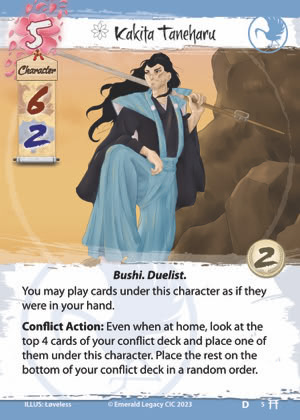 5
Kakita Taneharu
Character
6
2
2
Bushi. Duelist.
You may play cards under this character as if they
were in your hand.
Conflict Action: Even when at home, look at the
top 4 cards of your conflict deck and place one of
them under this character. Place the rest on the
bottom of your conflict deck in a random order.
ILLUS: Løveless
© Emerald Legacy CIC 2023
D
5